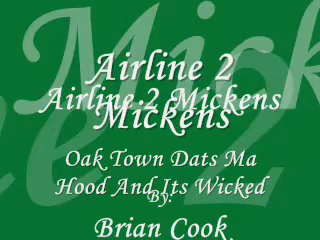 Airline 2
Airline 2 Mickens
Mickens
Oak Town Dats Ma
Hood And Its Wicked
By:
Brian Cook